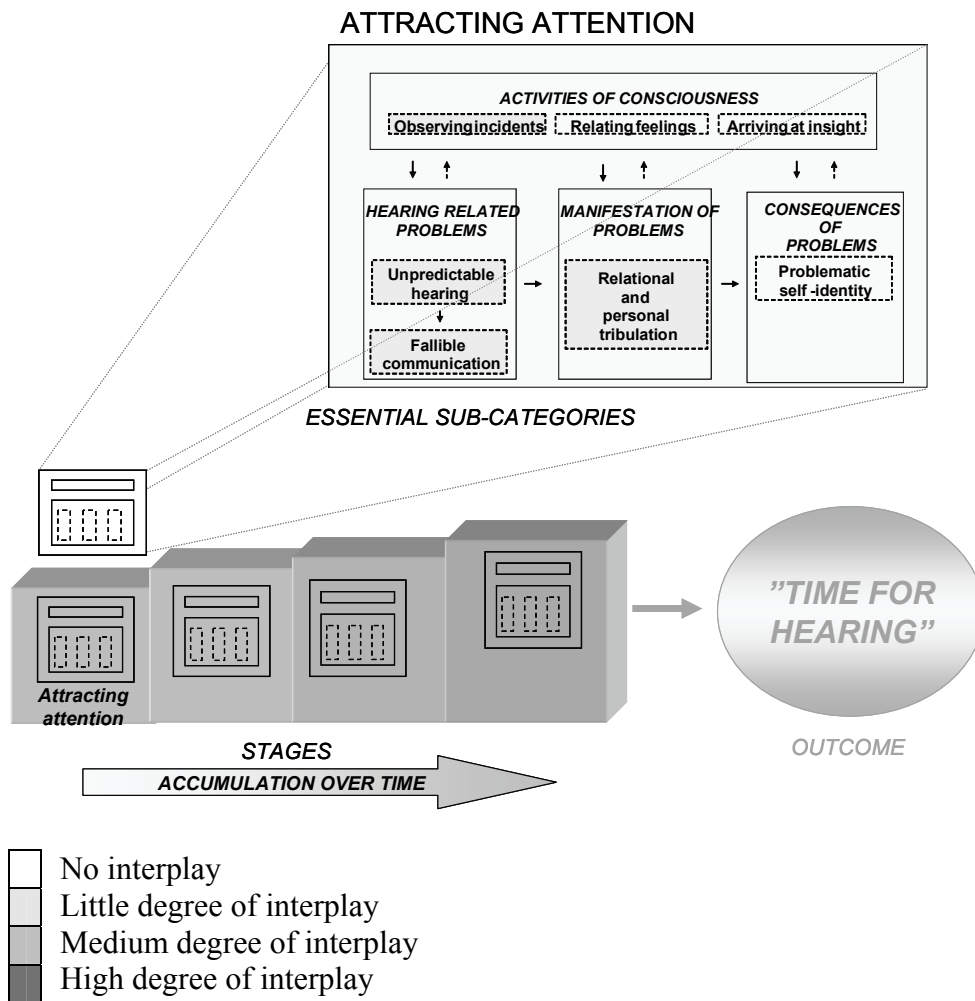 ATTRACTING ATTENTION
ACTIVITIES OF CONSCIOUSNESS
Observing incidents
Relating feelings
Arriving at insight
HEARING RELATED
PROBLEMS
Unpredictable
hearing
Fallible
communication
MANIFESTATION OF
PROBLEMS
Relational
and
personal
tribulation
CONSEQUENCES
OF
PROBLEMS
Problematic
self -identity
ESSENTIAL SUB-CATEGORIES
Attracting
attention
"TIME FOR
HEARING"
OUTCOME
STAGES
ACCUMULATION OVER TIME
No interplay
Little degree of interplay
Medium degree of interplay
High degree of interplay